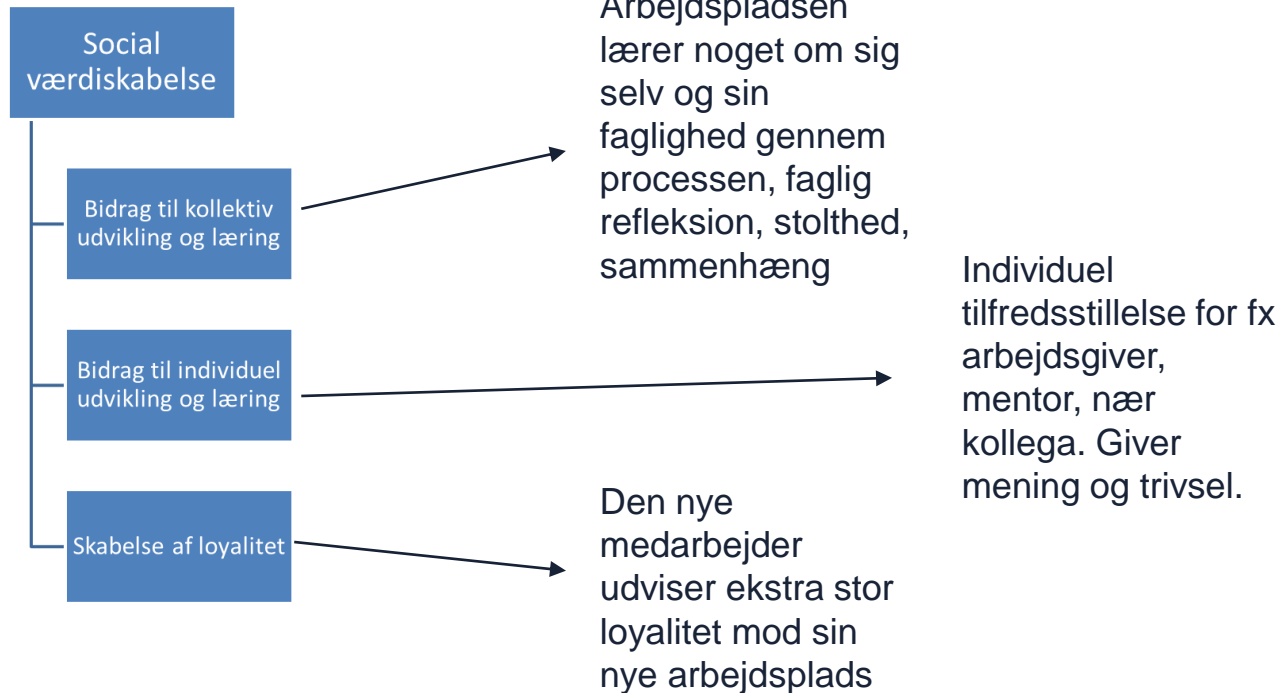 Social
værdiskabelse
Bidrag til kollektiv
udvikling og læring
Arbejdspladsen
lærer noget om sig
selv og sin
faglighed gennem
processen, faglig
refleksion, stolthed,
sammenhæng
Bidrag til individuel
udvikling og læring
Individuel
tilfredsstillelse for fx
arbejdsgiver,
mentor, nær
kollega. Giver
mening og trivsel.
Skabelse af loyalitet
Den nye
medarbejder
udviser ekstra stor
loyalitet mod sin
nye arbejdsplads